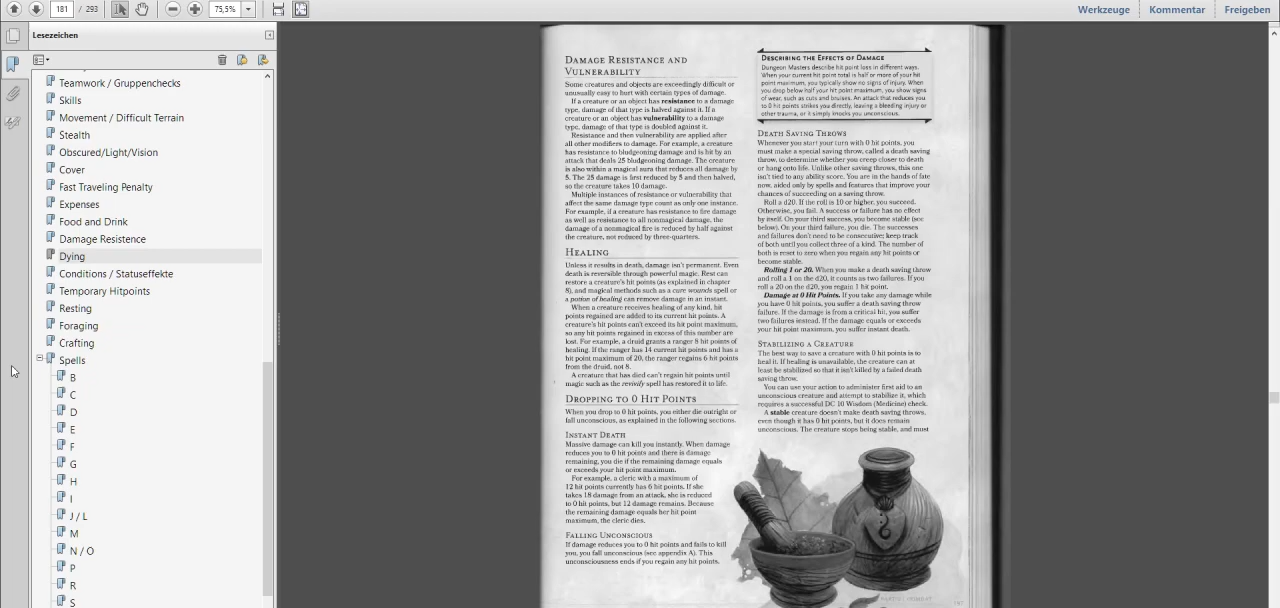 181 / 293
75,5%
Werkzeuge
Kommentar
Freigeben
Lesezeichen
Teamwork / Gruppenchecks
Skills
Movement / Difficult Terrain
Stealth
Obscured/Light/Vision
Cover
Fast Traveling Penalty
Expenses
Food and Drink
Damage Resistence
Dying
Conditions / Statuseffekte
Temporary Hitpoints
Resting
Foraging
Crafting
Spells
B
C
D
E
F
G
H
I
J / L
M
N / O
P
R
S
Damage Resistance and
Vulnerability
Some creatures and objects are exceedingly difficult or
unusually easy to hurt with certain types of damage.
If a creature or an object has resistance to a damage
type, damage of that type is halved against it. If a
creature or an object has vulnerability to a damage
type, damage of that type is doubled against it.
Resistance and then vulnerability are applied after
all other modifiers to damage. For example, a creature
has resistance to bludgeoning damage and is hit by an
attack that deals 25 bludgeoning damage. The creature
is also within a magical aura that reduces all damage by
5. The 25 damage is first reduced by 5 and then halved,
so the creature takes 10 damage.
Multiple instances of resistance or vulnerability that
affect the same damage type count as only one instance.
For example, if a creature has resistance to fire damage
as well as resistance to all nonmagical damage, the
damage of a nonmagical fire is reduced by half against
the creature, not reduced by three-quarters.
Healing
Unless it results in death, damage isn't permanent. Even
death is reversible through powerful magic. Rest can
restore a creature's hit points (as explained in chapter
8), and magical methods such as a cure wounds spell or
a potion of healing can remove damage in an instant.
When a creature receives healing of any kind, hit
points regained are added to its current hit points. A
creature's hit points can't exceed its hit point maximum,
so any hit points regained in excess of this number are
lost. For example, a druid grants a ranger 8 hit points of
healing. If the ranger has 14 current hit points and has a
hit point maximum of 20, the ranger regains 6 hit points
from the druid, not 8.
A creature that has died can't regain hit points until
magic such as the revivify spell has restored it to life.
Dropping to 0 Hit Points
When you drop to 0 hit points, you either die outright or
fall unconscious, as explained in the following sections.
Instant Death
Massive damage can kill you instantly. When damage
reduces you to 0 hit points and there is damage
remaining, you die if the remaining damage equals
or exceeds your hit point maximum.
For example, a cleric with a maximum of
12 hit points currently has 6 hit points. If she
takes 18 damage from an attack, she is reduced
to 0 hit points, but 12 damage remains. Because
the remaining damage equals her hit point
maximum, the cleric dies.
Falling Unconscious
If damage reduces you to 0 hit points and fails to kill
you, you fall unconscious (see appendix A). This
unconsciousness ends if you regain any hit points.
Describing the Effects of Damage
Dungeon Masters describe hit point loss in different ways.
When your current hit point total is half or more of your hit
point maximum, you typically show no signs of injury. When
you drop below half your hit point maximum, you show signs
of wear, such as cuts and bruises. An attack that reduces you
to 0 hit points strikes you directly, leaving a bleeding injury or
other trauma, or it simply knocks you unconscious.
Death Saving Throws
Whenever you start your turn with 0 hit points, you
must make a special saving throw, called a death saving
throw, to determine whether you creep closer to death
or hang onto life. Unlike other saving throws, this one
isn't tied to any ability score. You are in the hands of fate
now, aided only by spells and features that improve your
chances of succeeding on a saving throw.
Roll a d20. If the roll is 10 or higher, you succeed.
Otherwise, you fail. A success or failure has no effect
by itself. On your third success, you become stable (see
below). On your third failure, you die. The successes
and failures don't need to be consecutive; keep track
of both until you collect three of a kind. The number of
both is reset to zero when you regain any hit points or
become stable.
Rolling 1 or 20. When you make a death saving throw
and roll a 1 on the d20, it counts as two failures. If you
roll a 20 on the d20, you regain 1 hit point.
Damage at 0 Hit Points. If you take any damage while
you have 0 hit points, you suffer a death saving throw
failure. If the damage is from a critical hit, you suffer
two failures instead. If the damage equals or exceeds
your hit point maximum, you suffer instant death.
Stabilizing a Creature
The best way to save a creature with 0 hit points is to
heal it. If healing is unavailable, the creature can at
least be stabilized so that it isn't killed by a failed death
saving throw.
You can use your action to administer first aid to an
unconscious creature and attempt to stabilize it, which
requires a successful DC 10 Wisdom (Medicine) check.
A stable creature doesn't make death saving throws,
even though it has 0 hit points, but it does remain
unconscious. The creature stops being stable, and must